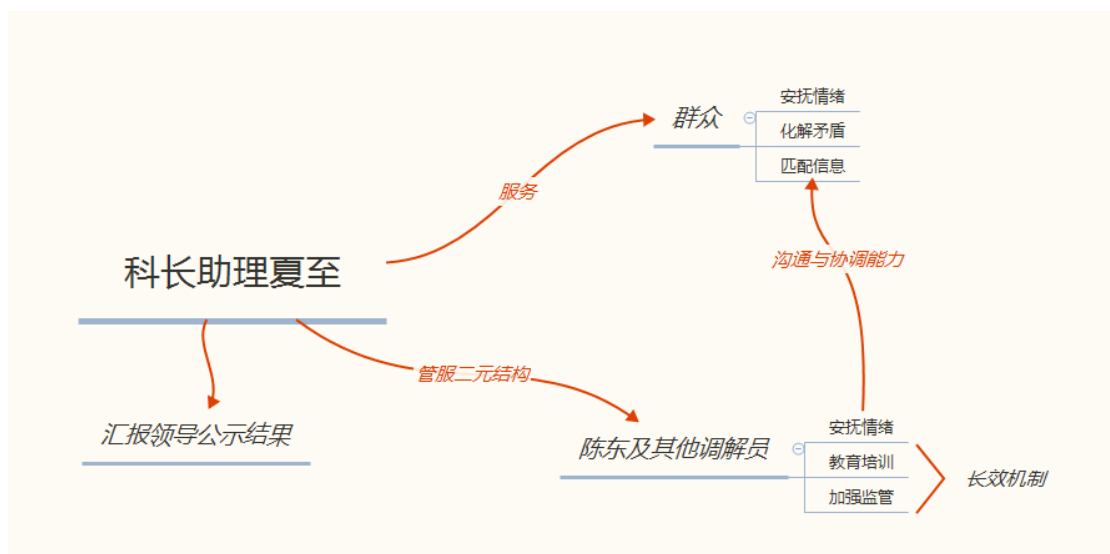 安抚情绪
群众
化解矛盾
匹配信息
服务
沟通与协调能力
科长助理夏至
管服二元结构
汇报领导公示结果
安抚情绪
陈东及其他调解员
教育培训
长效机制
加强监管